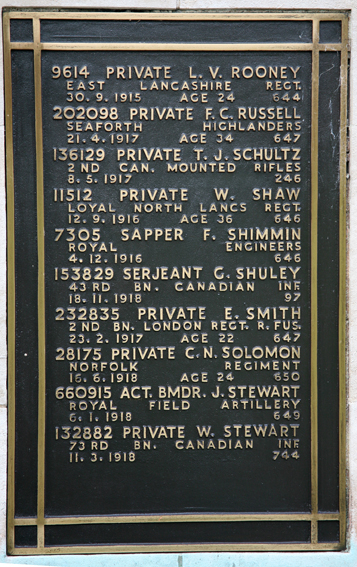 9614 PRIVATE L. V. ROONEY
EAST LANCASHIRE REGT.
30. 9. 1915 AGE 24 644
202098 PRIVATE F. C. RUSSELL
SEAFORTH HIGHLANDERS
21. 4. 1917 AGE 34 647
136129 PRIVATE T. J. SCHULTZ
2ND CAN. MOUNTED RIFLES
8. 5. 1917 246
11512 PRIVATE W. SHAW
LOYAL NORTH LANCS REGT.
12. 9. 1916 AGE 36 646
7305 SAPPER F. SHIMMIN
ROYAL ENGINEERS
4. 12. 1916 646
153829 SERJEANT G. SHULEY
43RD BN. CANADIAN INF.
18. 11. 1918 97
232835 PRIVATE E. SMITH
2ND BN. LONDON REGT. R. FUS.
23. 2. 1917 AGE 22 647
28175 PRIVATE C. N. SOLOMON
NORFOLK REGIMENT
16. 6. 1918 AGE 24 650
660915 ACT. BMDR. J. STEWART
ROYAL FIELD ARTILLERY
6. 1. 1918 649
132882 PRIVATE W. STEWART
73RD BN. CANADIAN INF.
11. 3. 1918 744